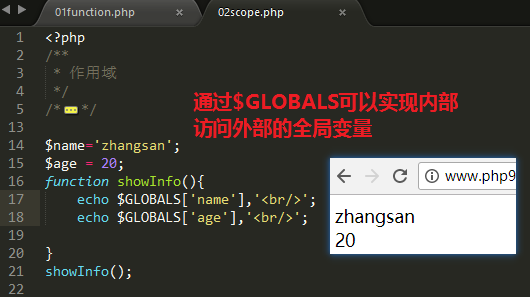 01function.php × 02scope.php ×
1 <?php
2 /**
3 * 作用域
4 */
5 /*•••*/
13
14 $name='zhangsan';
15 $age = 20;
16 function showInfo(){
17 echo $GLOBALS['name'],'<br/>';
18 echo $GLOBALS['age'],'<br/>';
19
20 }
21 showInfo();
22
通过$GLOBALS可以实现内部
访问外部的全局变量
www.php9
zhangsan
20